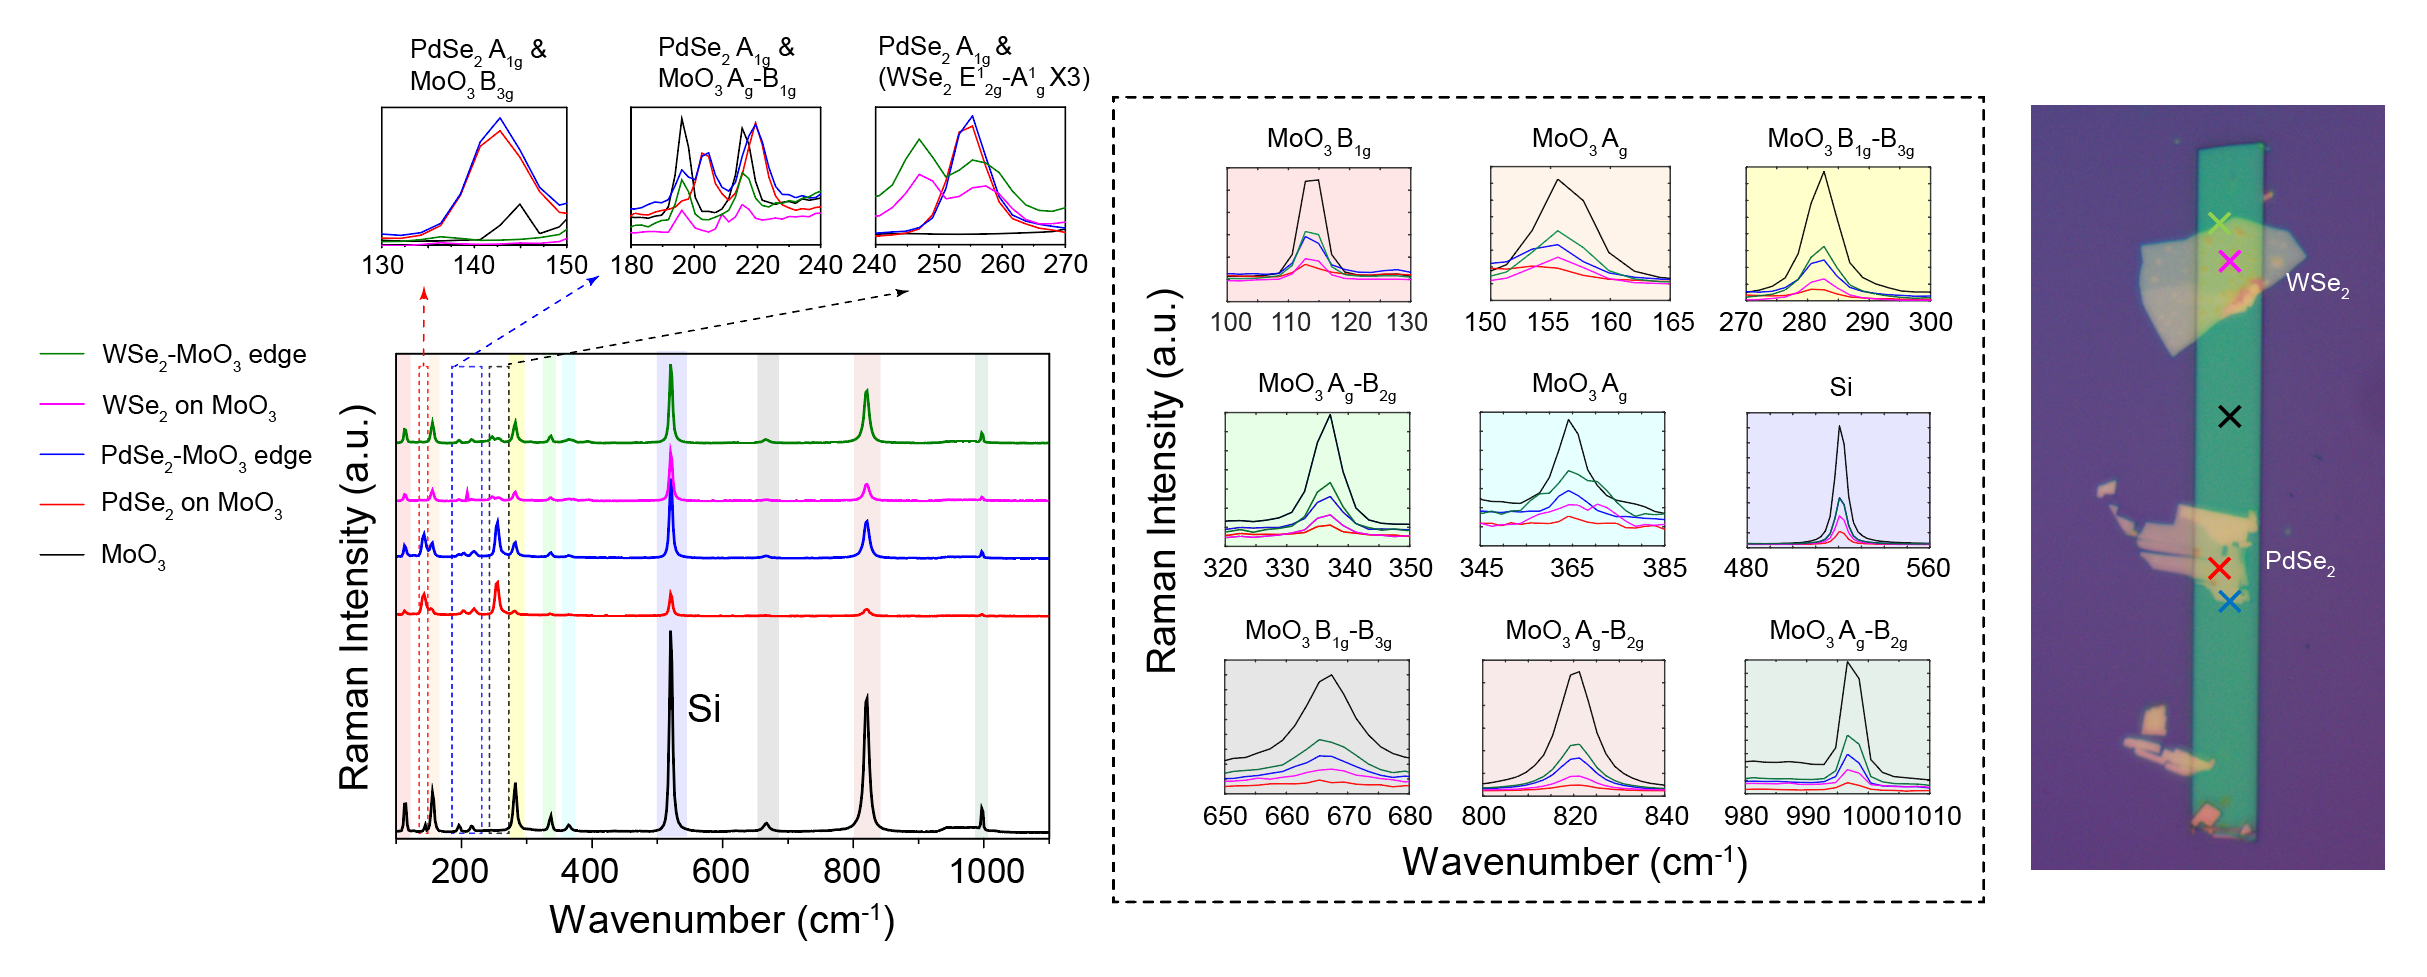 PdSe₂ A₁g &
MoO₃ B₃g
PdSe₂ A₁g &
MoO₃ Ag-B₁g
PdSe₂ A₁g &
(WSe₂ E¹₂g-A¹g X3)
130 140 150
180 200 220 240
240 250 260 270
WSe₂-MoO₃ edge
WSe₂ on MoO₃
PdSe₂-MoO₃ edge
PdSe₂ on MoO₃
MoO₃
Raman Intensity (a.u.)
Si
200 400 600 800 1000
Wavenumber (cm⁻¹)
Raman Intensity (a.u.)
MoO₃ B₁g
100 110 120 130
MoO₃ Ag
150 155 160 165
MoO₃ B₁g-B₃g
270 280 290 300
MoO₃ Ag-B₂g
320 330 340 350
MoO₃ Ag
345 365 385
Si
480 520 560
MoO₃ B₁g-B₃g
650 660 670 680
MoO₃ Ag-B₂g
800 820 840
MoO₃ Ag-B₂g
980 990 1000 1010
Wavenumber (cm⁻¹)
WSe₂
PdSe₂